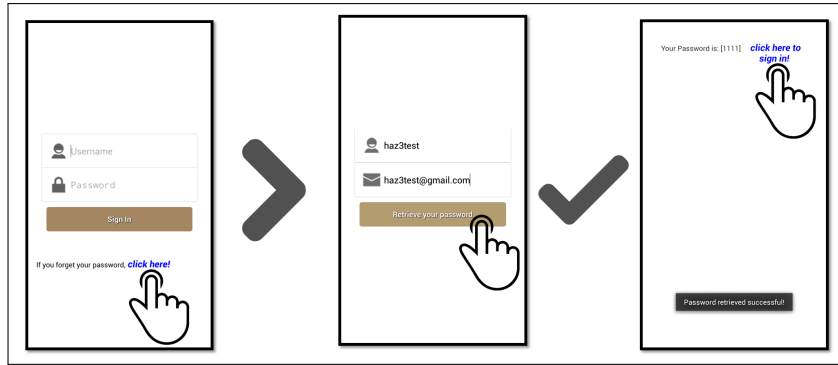 Username
Password
Sign In
If you forget your password, click here!
haz3test
haz3test@gmail.com
Retrieve your password
Your Password is: [1111]
click here to
sign in!
Password retrieved successful!